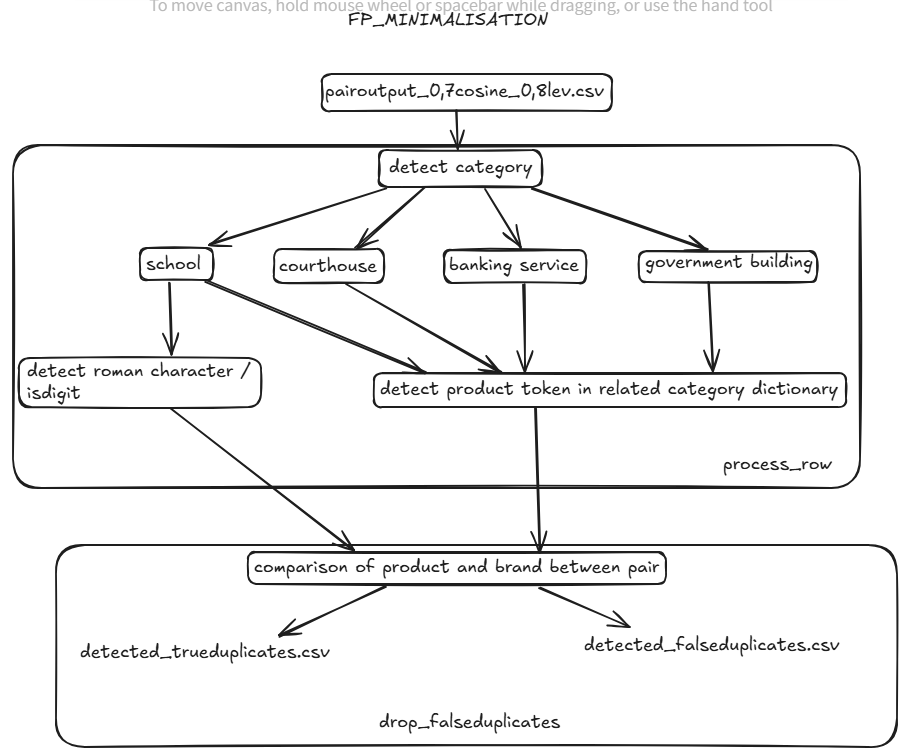 To move canvas, hold mouse wheel or spacebar while dragging, or use the hand tool
FP_MINIMALISATION
pairoutput_0,7cosine_0,8lev.csv
detect category
school
courthouse
banking service
government building
detect roman character /
isdigit
detect product token in related category dictionary
process_row
comparison of product and brand between pair
detected_trueduplicates.csv
detected_falseduplicates.csv
drop_falseduplicates